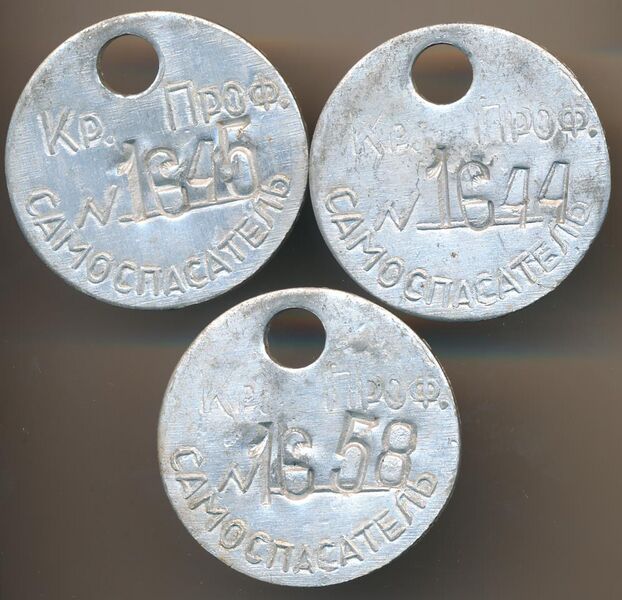 Кр. Проф.
№ 1645
САМОСПАСАТЕЛЬ
Кр. Проф.
№ 1644
САМОСПАСАТЕЛЬ
Кр. Проф.
№ 1658
САМОСПАСАТЕЛЬ